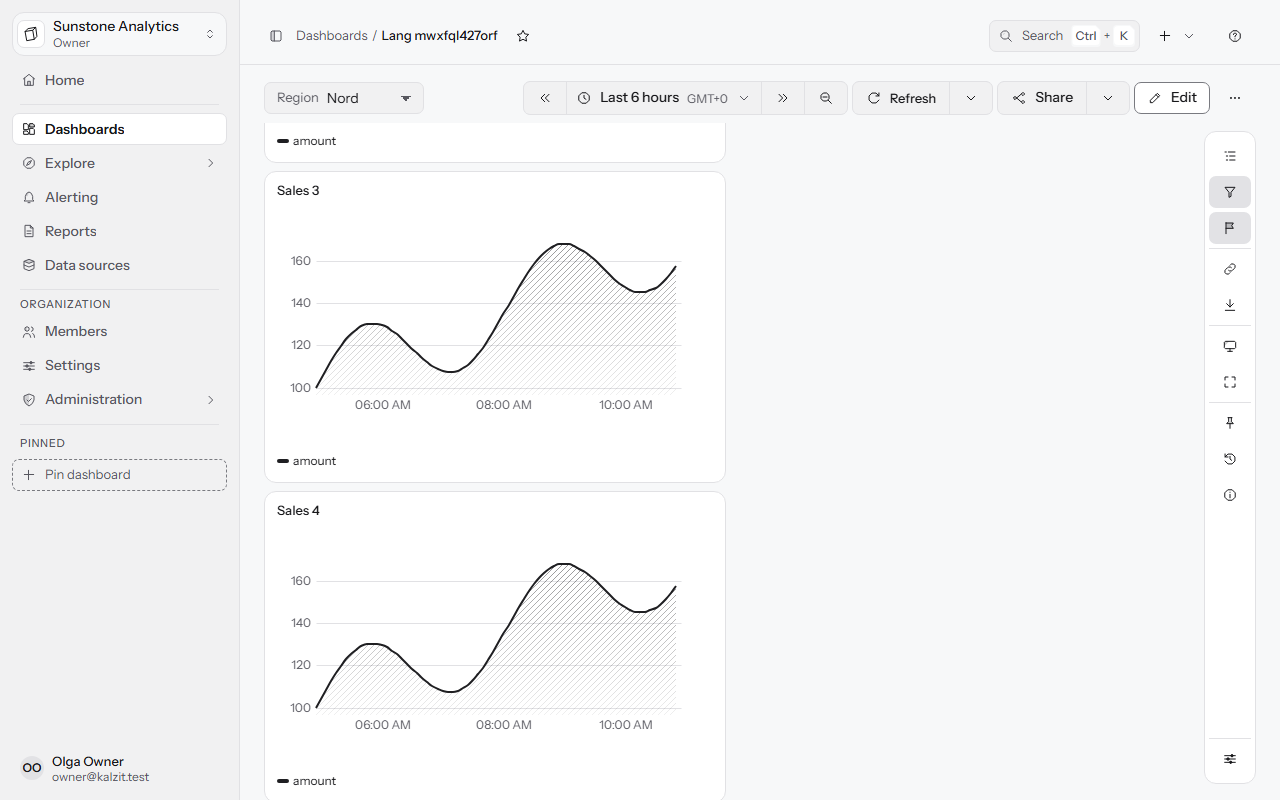 Sunstone Analytics
Owner
Home
Dashboards
Explore
Alerting
Reports
Data sources
ORGANIZATION
Members
Settings
Administration
PINNED
Pin dashboard
Olga Owner
OO
owner@kalzit.test
Dashboards / Lang mwxfql427orf
Search Ctrl + K
Region Nord
Last 6 hours GMT+0
Refresh
Share
Edit
amount
Sales 3
160
140
120
100
06:00 AM 08:00 AM 10:00 AM
amount
Sales 4
160
140
120
100
06:00 AM 08:00 AM 10:00 AM
amount